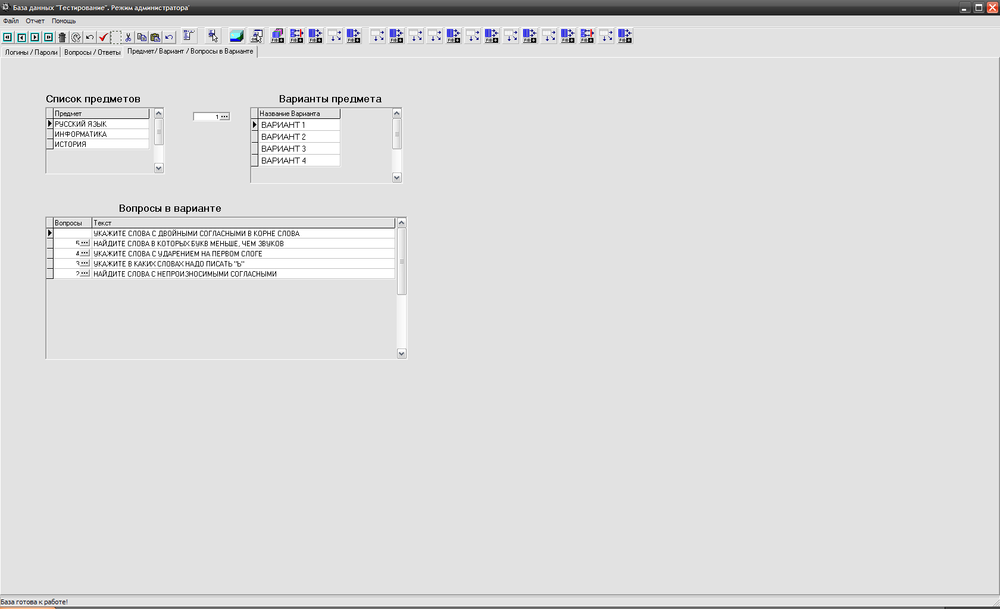 База данных "Тестирование". Режим администратора'
Файл Отчет Помощь
Логины / Пароли Вопросы / Ответы Предмет/ Вариант / Вопросы в Варианте
Список предметов
Предмет
РУССКИЙ ЯЗЫК
ИНФОРМАТИКА
ИСТОРИЯ
1 ...
Варианты предмета
Название Варианта
ВАРИАНТ 1
ВАРИАНТ 2
ВАРИАНТ 3
ВАРИАНТ 4
Вопросы в варианте
Вопросы Текст
УКАЖИТЕ СЛОВА С ДВОЙНЫМИ СОГЛАСНЫМИ В КОРНЕ СЛОВА
5 ... НАЙДИТЕ СЛОВА В КОТОРЫХ БУКВ МЕНЬШЕ, ЧЕМ ЗВУКОВ
4 ... УКАЖИТЕ СЛОВА С УДАРЕНИЕМ НА ПЕРВОМ СЛОГЕ
3 ... УКАЖИТЕ В КАКИХ СЛОВАХ НАДО ПИСАТЬ "Ь"
2 ... НАЙДИТЕ СЛОВА С НЕПРОИЗНОСИМЫМИ СОГЛАСНЫМИ
База готова к работе!